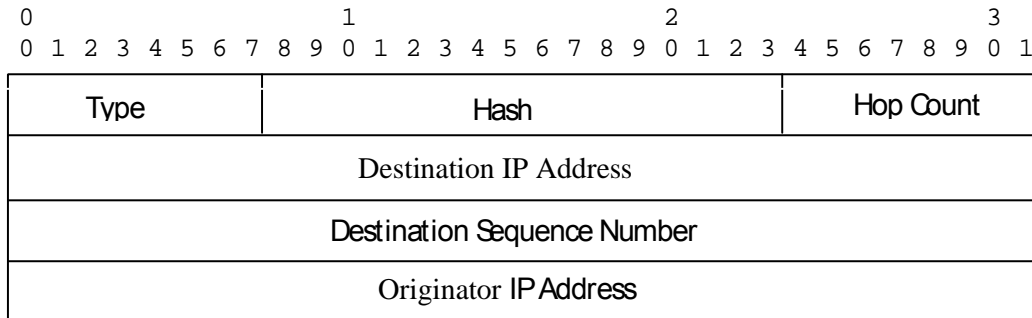 0 1 2 3
0 1 2 3 4 5 6 7 8 9 0 1 2 3 4 5 6 7 8 9 0 1 2 3 4 5 6 7 8 9 0 1
Type Hash Hop Count
Destination IP Address
Destination Sequence Number
Originator IP Address